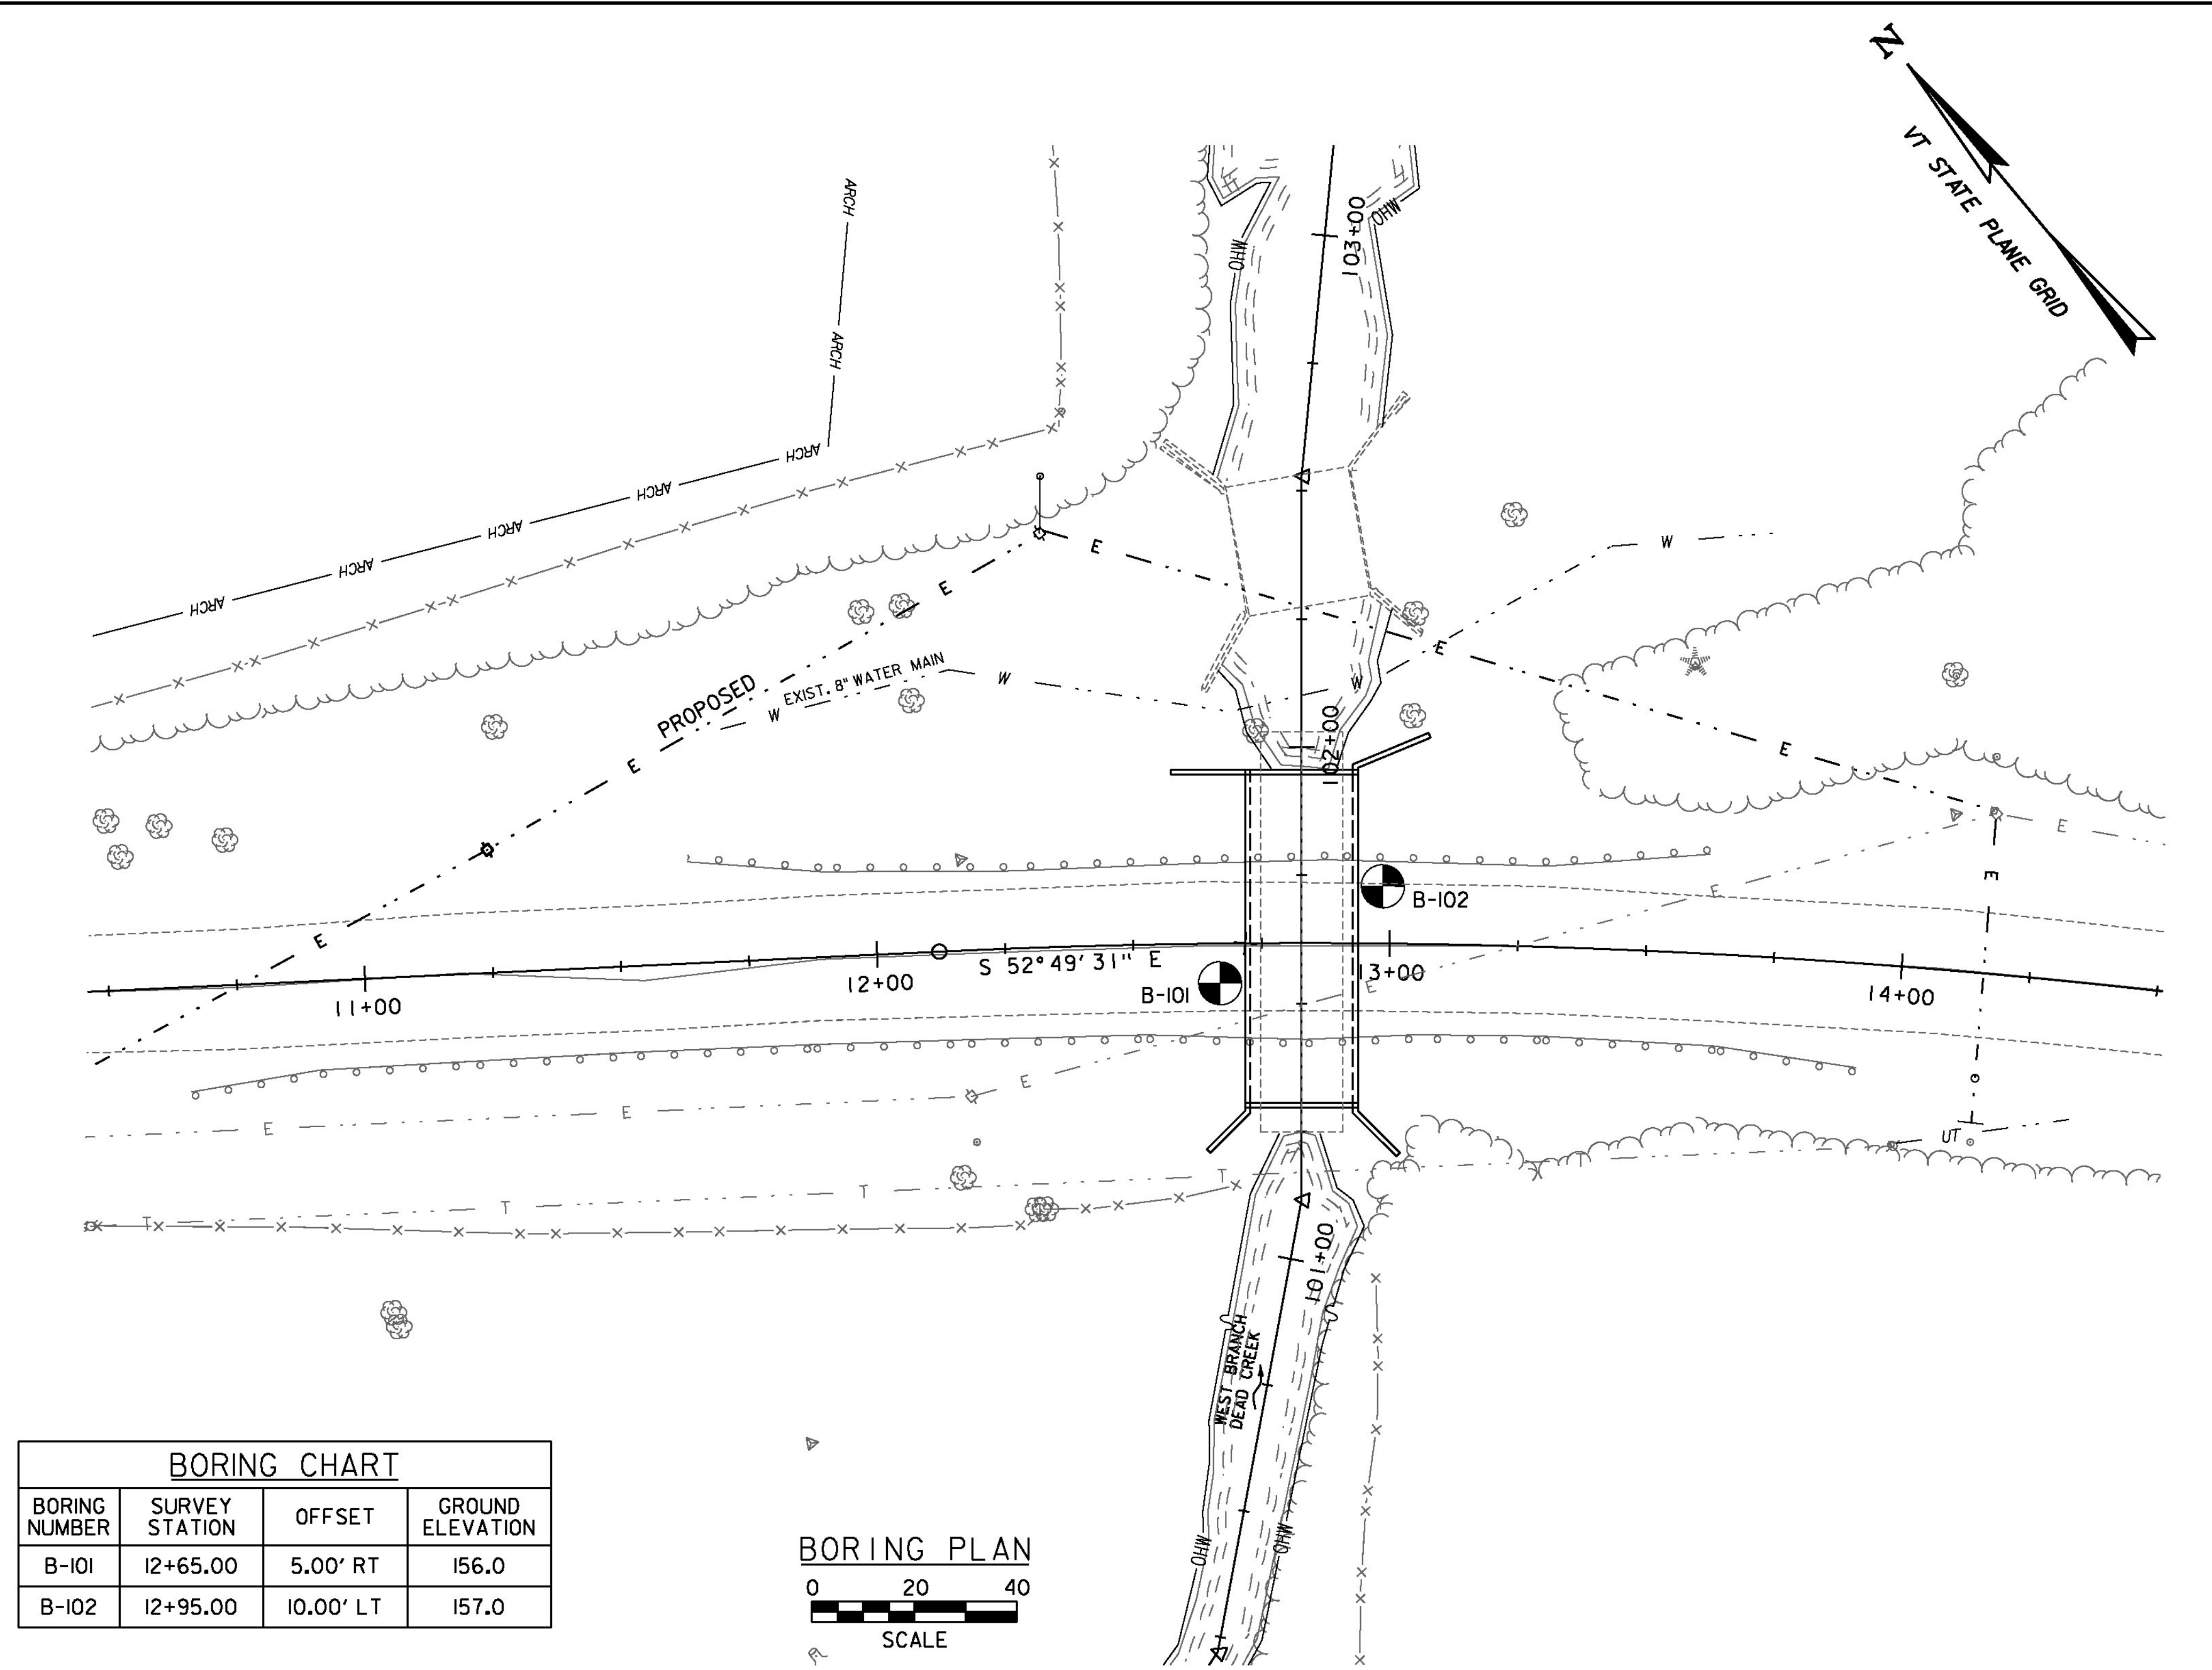 N
VT STATE PLANE GRID
ARCH
ARCH
ARCH
ARCH
ARCH
ARCH
ARCH
OHW
OHW
103+00
E
E
W
W
E
W
EXIST. 8" WATER MAIN
PROPOSED
W
E
W
102+00
E
E
E
E
E
B-102
E
S 52° 49' 31" E
12+00
13+00
11+00
14+00
B-101
E
E
E
E
UT
T
T
T
T
T
101+00
WEST BRANCH
DEAD CREEK
OHW
OHW
BORING CHART
BORING NUMBER
SURVEY STATION
OFFSET
GROUND ELEVATION
B-101 12+65.00 5.00' RT 156.0
B-102 12+95.00 10.00' LT 157.0
BORING PLAN
0 20 40
SCALE